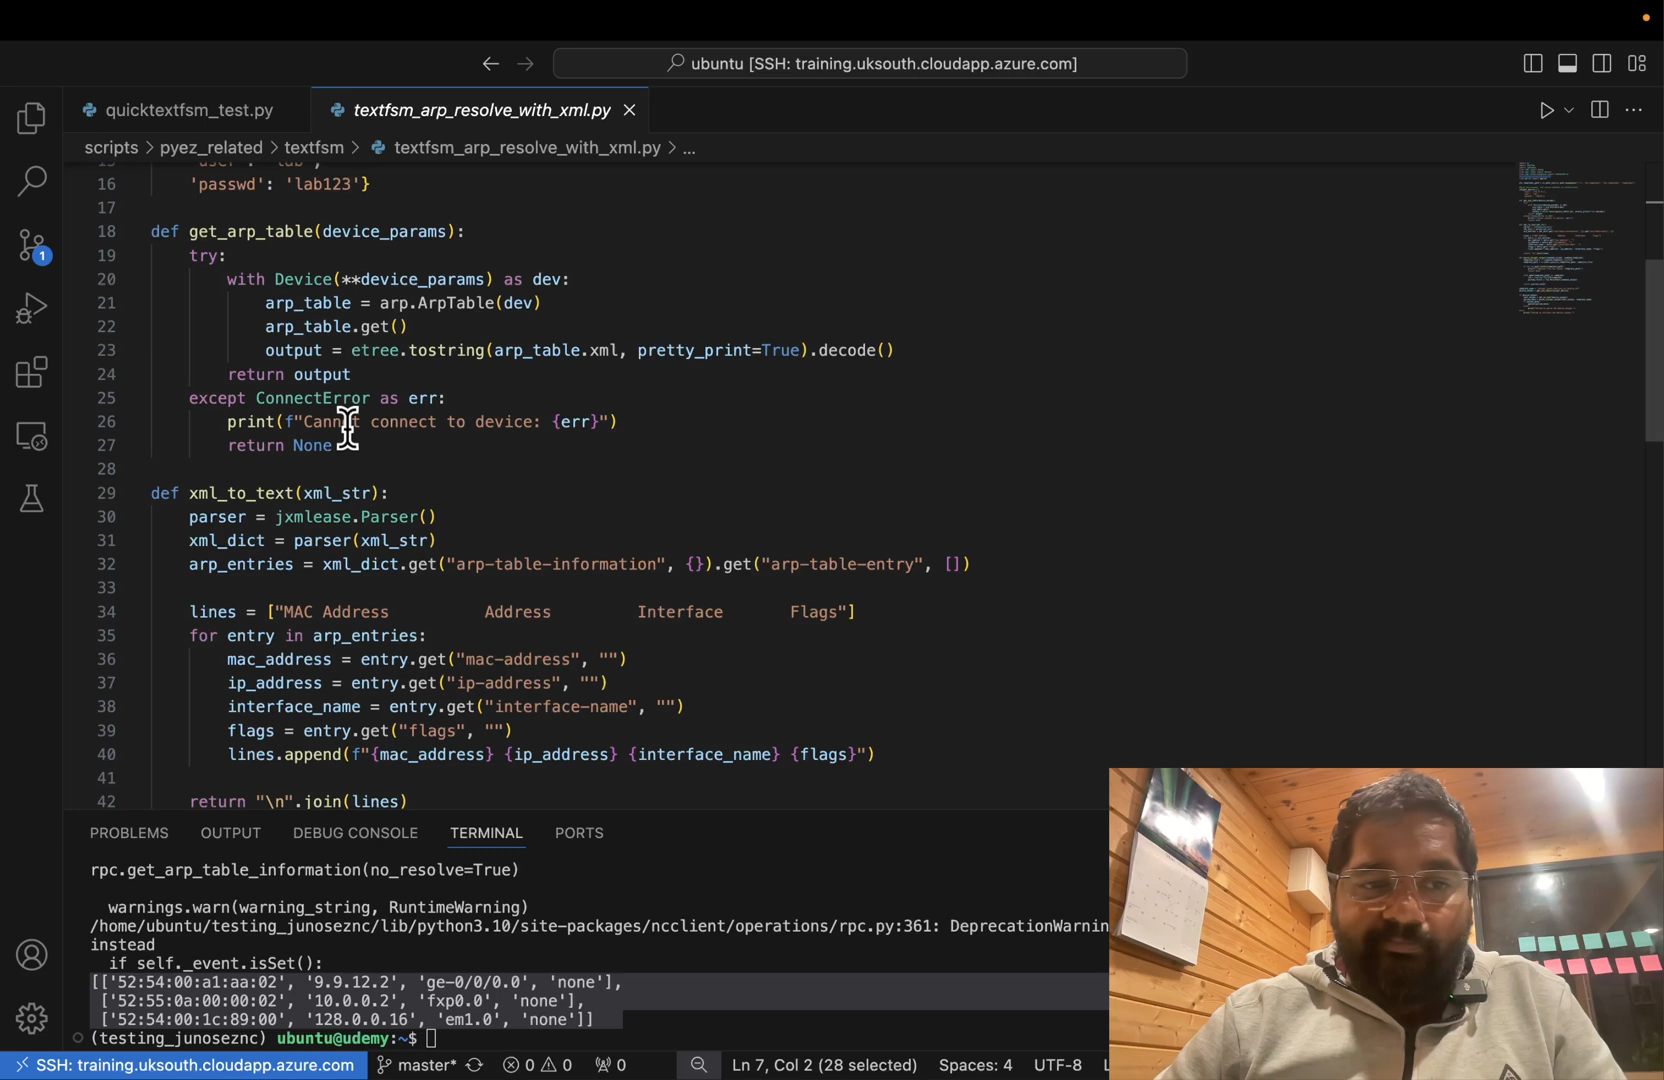 ubuntu [SSH: training.uksouth.cloudapp.azure.com]
quicktextfsm_test.py
textfsm_arp_resolve_with_xml.py
scripts > pyez_related > textfsm > textfsm_arp_resolve_with_xml.py > ...
16 'passwd': 'lab123'}
17
18 def get_arp_table(device_params):
19 try:
20 with Device(**device_params) as dev:
21 arp_table = arp.ArpTable(dev)
22 arp_table.get()
23 output = etree.tostring(arp_table.xml, pretty_print=True).decode()
24 return output
25 except ConnectError as err:
26 print(f"Cannot connect to device: {err}")
27 return None
28
29 def xml_to_text(xml_str):
30 parser = jxmlease.Parser()
31 xml_dict = parser(xml_str)
32 arp_entries = xml_dict.get("arp-table-information", {}).get("arp-table-entry", [])
33
34 lines = ["MAC Address Address Interface Flags"]
35 for entry in arp_entries:
36 mac_address = entry.get("mac-address", "")
37 ip_address = entry.get("ip-address", "")
38 interface_name = entry.get("interface-name", "")
39 flags = entry.get("flags", "")
40 lines.append(f"{mac_address} {ip_address} {interface_name} {flags}")
41
42 return "\n".join(lines)
1
PROBLEMS OUTPUT DEBUG CONSOLE TERMINAL PORTS
rpc.get_arp_table_information(no_resolve=True)
warnings.warn(warning_string, RuntimeWarning)
/home/ubuntu/testing_junoseznc/lib/python3.10/site-packages/ncclient/operations/rpc.py:361: DeprecationWarnin
instead
if self._event.isSet():
[['52:54:00:a1:aa:02', '9.9.12.2', 'ge-0/0/0.0', 'none'],
['52:55:0a:00:00:02', '10.0.0.2', 'fxp0.0', 'none'],
['52:54:00:1c:89:00', '128.0.0.16', 'em1.0', 'none']]
(testing_junoseznc) ubuntu@udemy:~$
SSH: training.uksouth.cloudapp.azure.com master* 0 0 0 Ln 7, Col 2 (28 selected) Spaces: 4 UTF-8